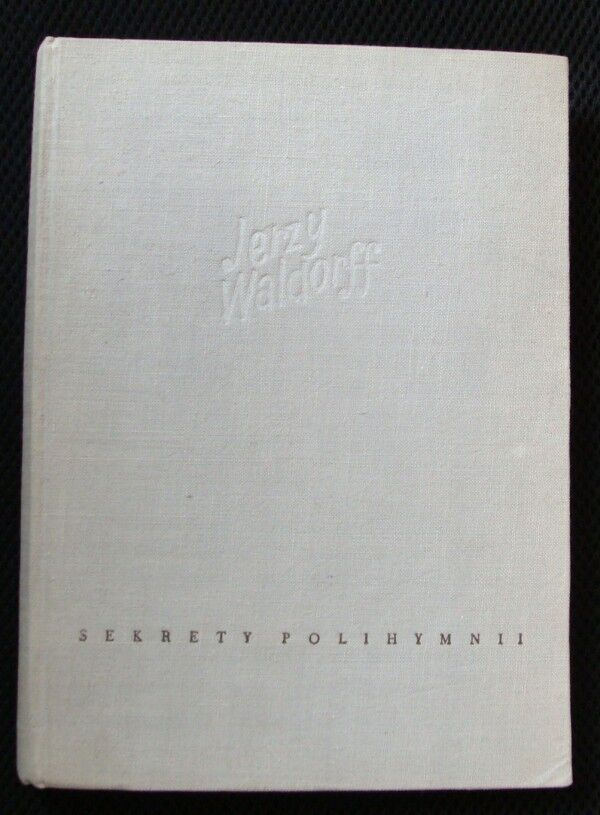 Jerzy
Waldorff
SEKRETY POLIHYMNII